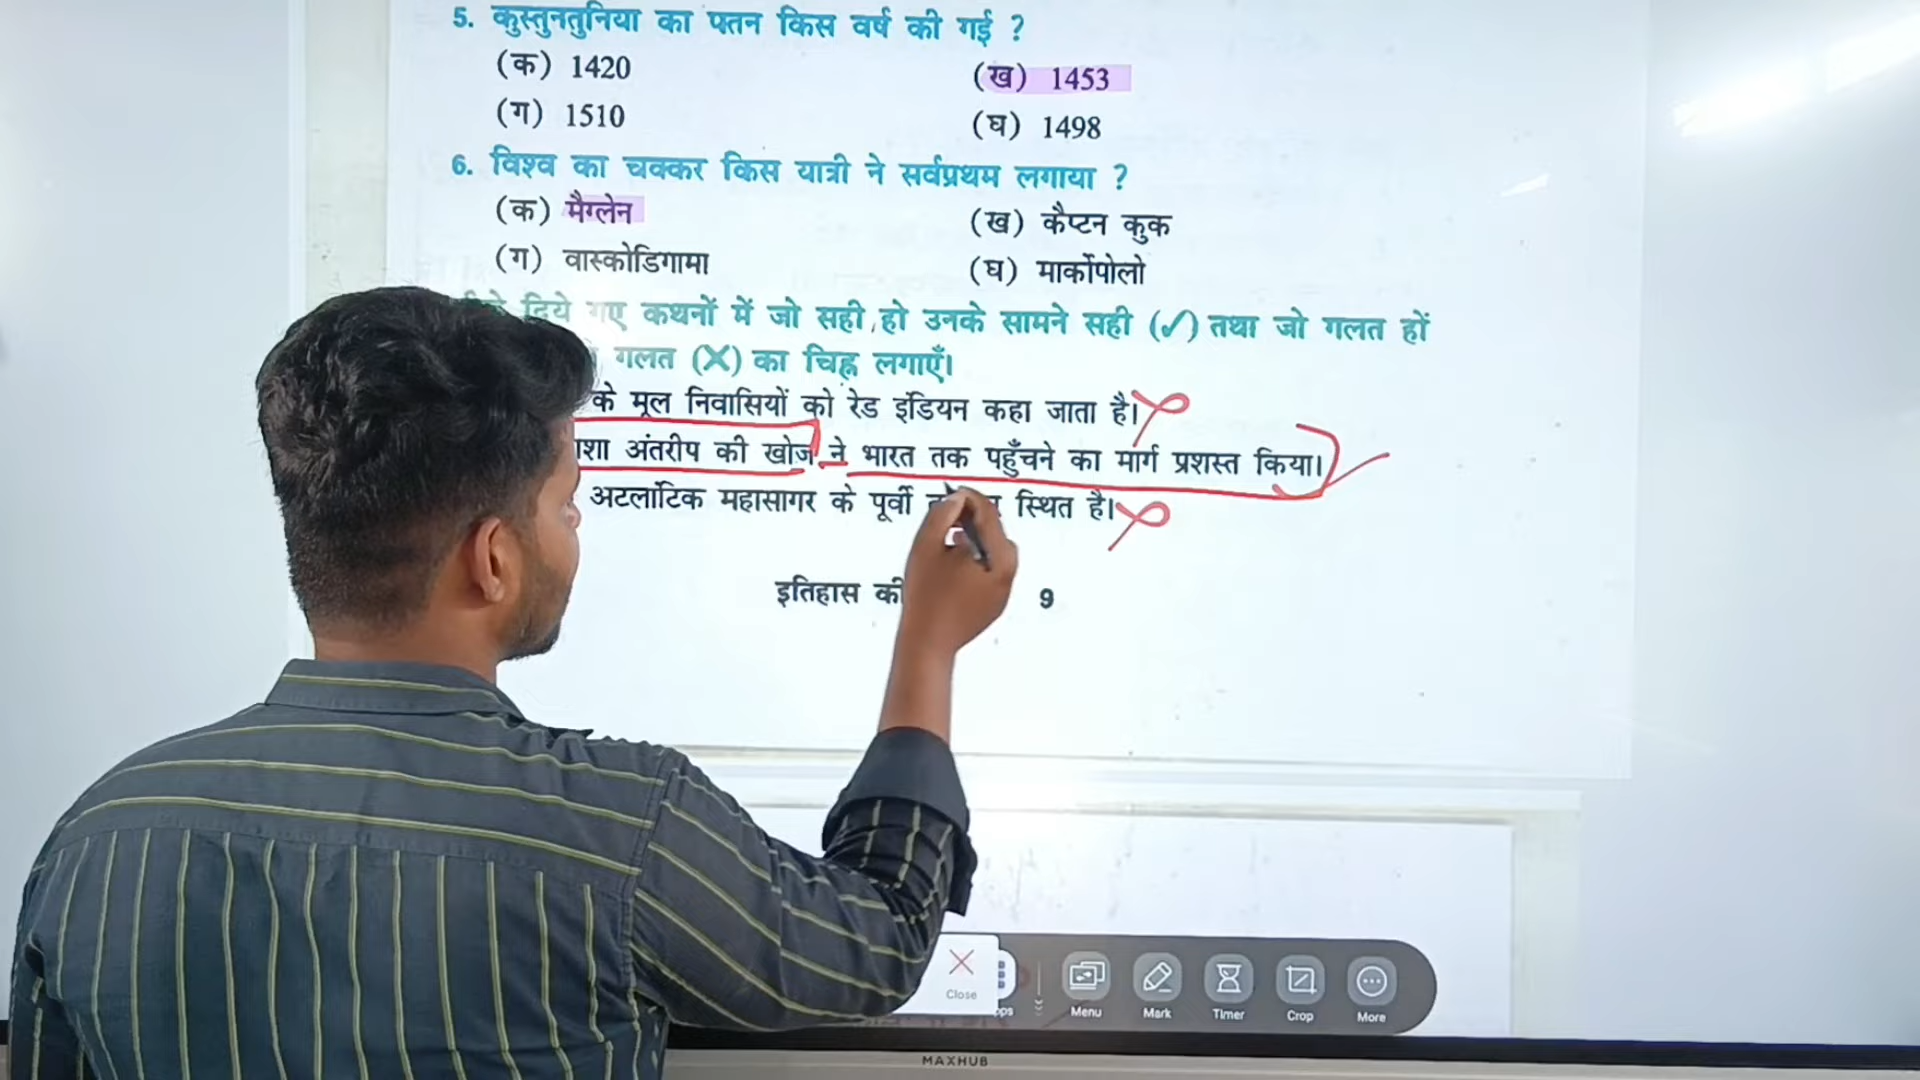 5. कुस्तुनतुनिया का पतन किस वर्ष की गई ?
(क) 1420 (ख) 1453
(ग) 1510 (घ) 1498
6. विश्व का चक्कर किस यात्री ने सर्वप्रथम लगाया ?
(क) मैग्लेन (ख) कैप्टन कुक
(ग) वास्कोडिगामा (घ) मार्कोपोलो
दिये गए कथनों में जो सही हो उनके सामने सही (✓) तथा जो गलत हों
गलत (X) का चिह्न लगाएँ।
के मूल निवासियों को रेड इंडियन कहा जाता है।
अंतरीप की खोज ने भारत तक पहुँचने का मार्ग प्रशस्त किया।
अटलांटिक महासागर के पूर्वी स्थित है।
इतिहास की 9
Close Menu Mark Timer Crop More
MAXHUB